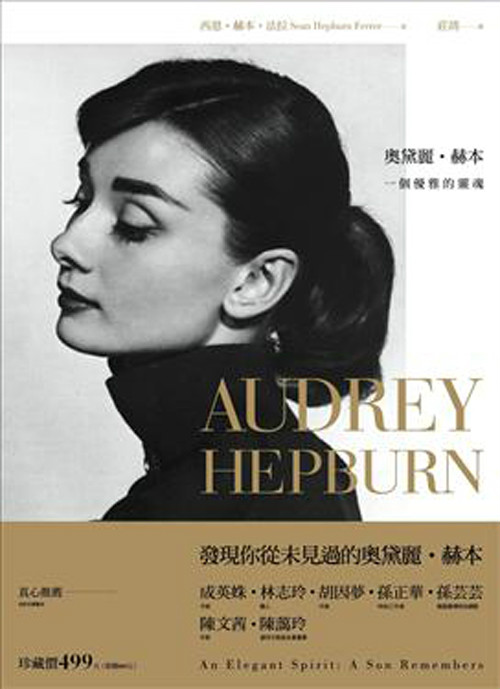 西恩・赫本・法拉 Sean Hepburn Ferrer
莊靖
奧黛麗・赫本
一個優雅的靈魂
AUDREY
HEPBURN
發現你從未見過的奧黛麗・赫本
真心推薦
成英姝・林志玲・胡因夢・孫正華・孫芸芸
陳文茜・陳藹玲
珍藏價499元
An Elegant Spirit: A Son Remembers